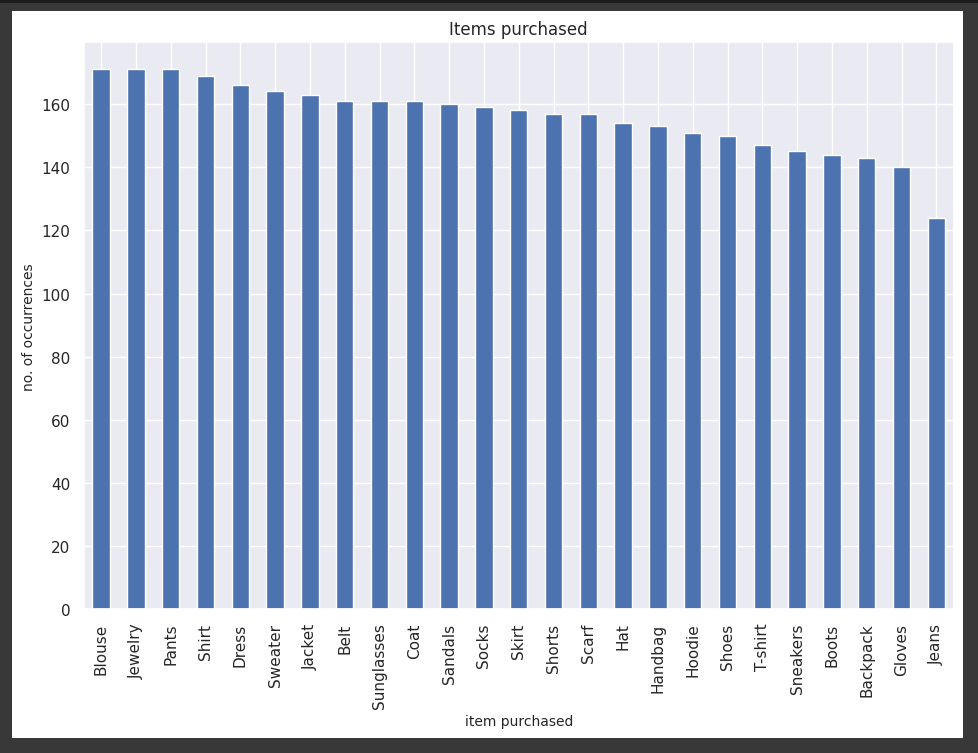 Items purchased
no. of occurrences
160
140
120
100
80
60
40
20
0
Blouse
Jewelry
Pants
Shirt
Dress
Sweater
Jacket
Belt
Sunglasses
Coat
Sandals
Socks
Skirt
Shorts
Scarf
Hat
Handbag
Hoodie
Shoes
T-shirt
Sneakers
Boots
Backpack
Gloves
Jeans
item purchased